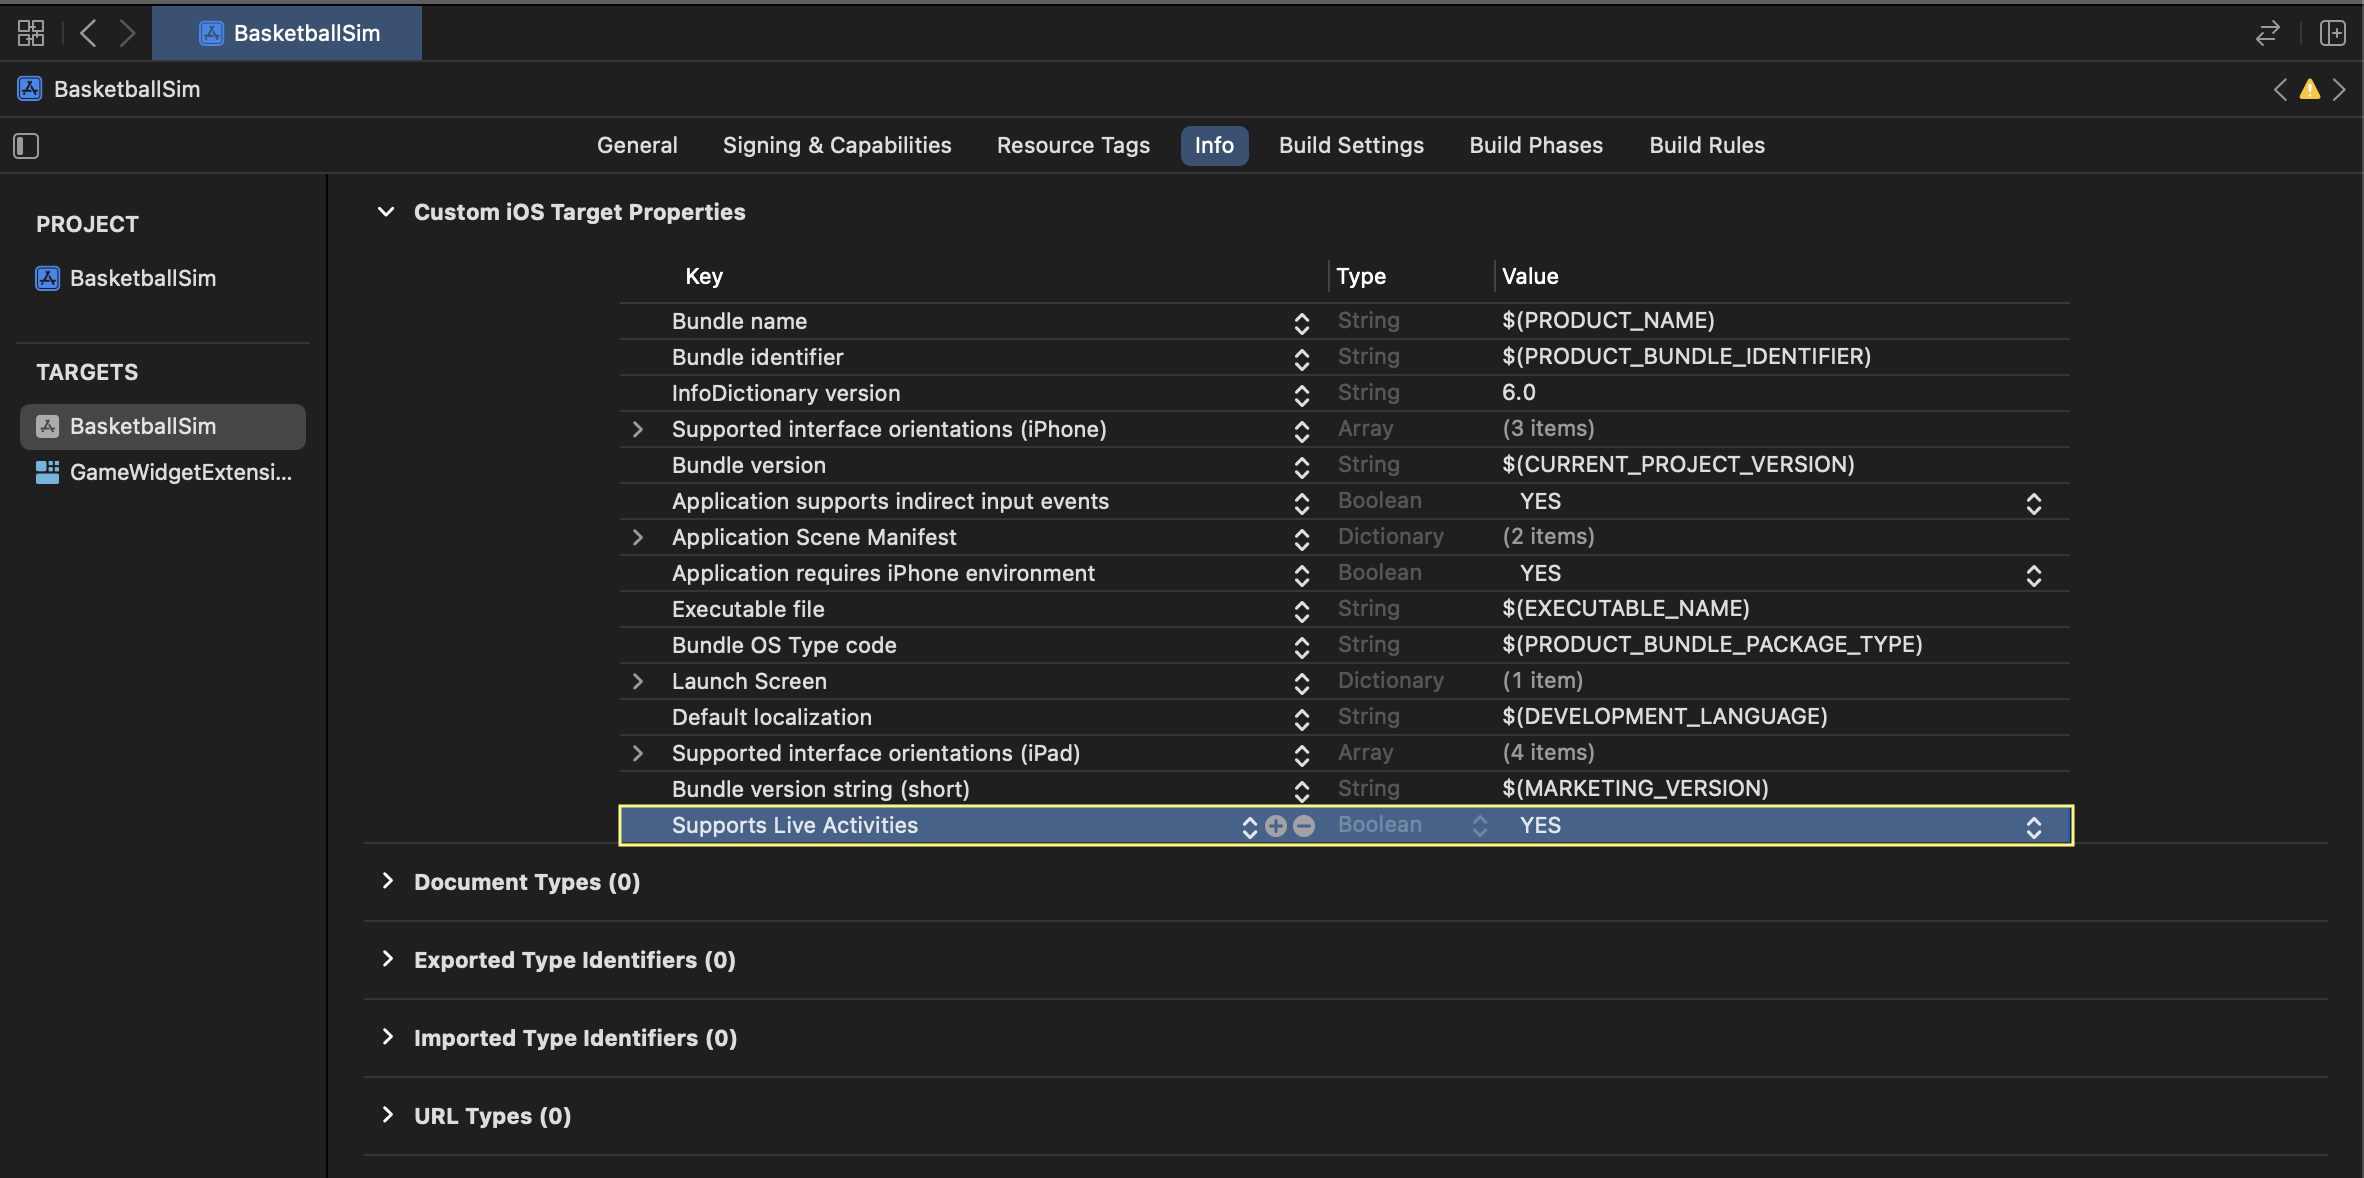 BasketballSim
BasketballSim
General Signing & Capabilities Resource Tags Info Build Settings Build Phases Build Rules
PROJECT
BasketballSim
TARGETS
BasketballSim
GameWidgetExtensi...
Custom iOS Target Properties
Key Type Value
Bundle name String $(PRODUCT_NAME)
Bundle identifier String $(PRODUCT_BUNDLE_IDENTIFIER)
InfoDictionary version String 6.0
Supported interface orientations (iPhone) Array (3 items)
Bundle version String $(CURRENT_PROJECT_VERSION)
Application supports indirect input events Boolean YES
Application Scene Manifest Dictionary (2 items)
Application requires iPhone environment Boolean YES
Executable file String $(EXECUTABLE_NAME)
Bundle OS Type code String $(PRODUCT_BUNDLE_PACKAGE_TYPE)
Launch Screen Dictionary (1 item)
Default localization String $(DEVELOPMENT_LANGUAGE)
Supported interface orientations (iPad) Array (4 items)
Bundle version string (short) String $(MARKETING_VERSION)
Supports Live Activities Boolean YES
Document Types (0)
Exported Type Identifiers (0)
Imported Type Identifiers (0)
URL Types (0)